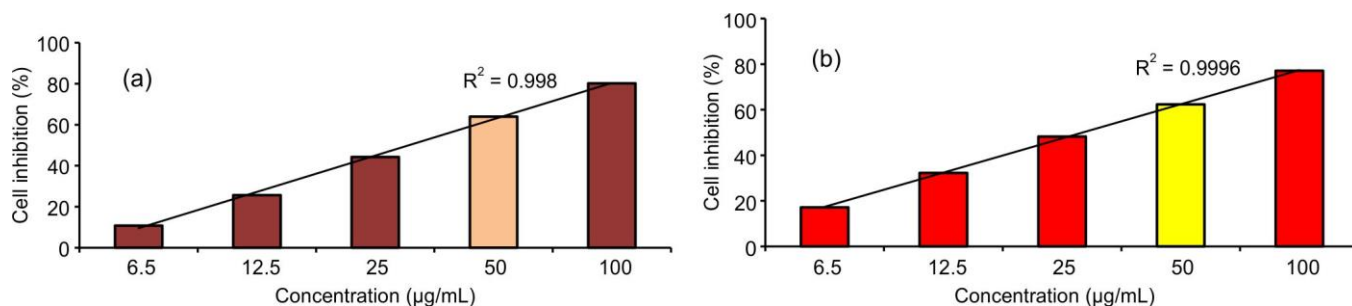 (a)
Cell inhibition (%)
100
80
60
40
20
0
R² = 0.998
6.5 12.5 25 50 100
Concentration (µg/mL)
(b)
Cell inhibition (%)
100
80
60
40
20
0
R² = 0.9996
6.5 12.5 25 50 100
Concentration (µg/mL)